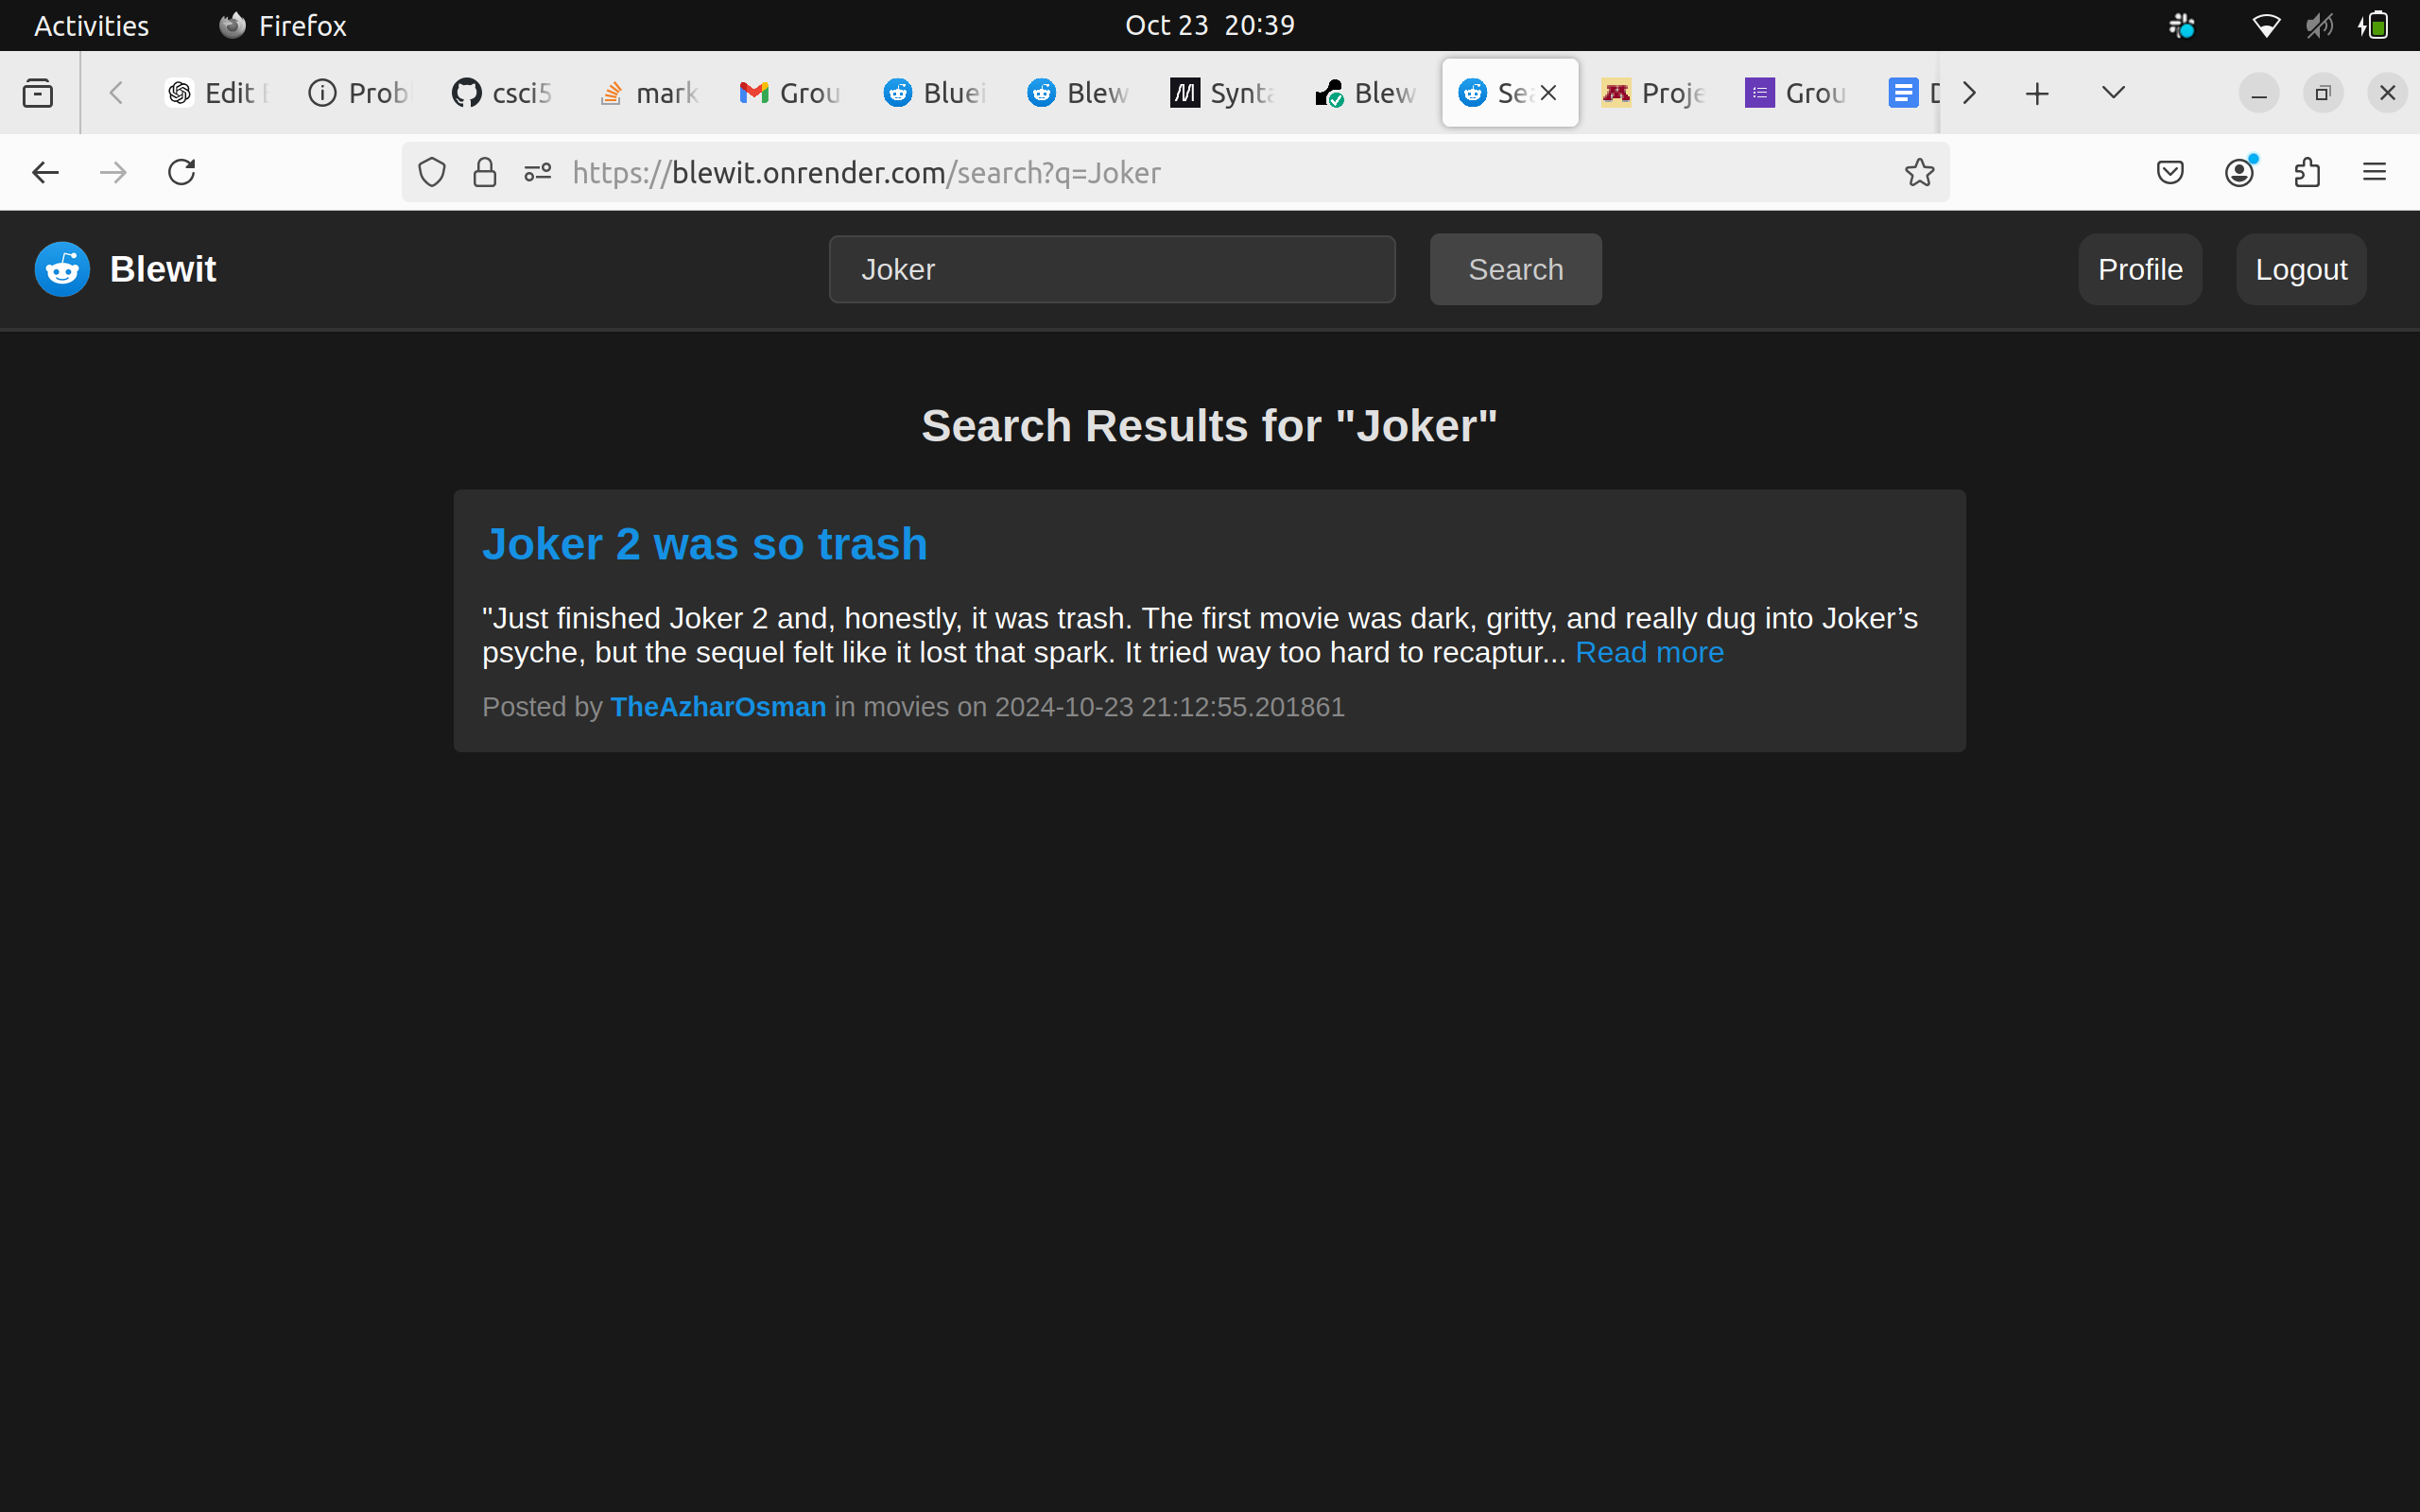 Activities Firefox Oct 23 20:39
Edit Prob csci5 mark Grou Bluei Blew Synta Blew Sea Proje Grou
https://blewit.onrender.com/search?q=Joker
Blewit Joker Search Profile Logout
Search Results for "Joker"
Joker 2 was so trash
"Just finished Joker 2 and, honestly, it was trash. The first movie was dark, gritty, and really dug into Joker’s
psyche, but the sequel felt like it lost that spark. It tried way too hard to recaptur... Read more
Posted by TheAzharOsman in movies on 2024-10-23 21:12:55.201861